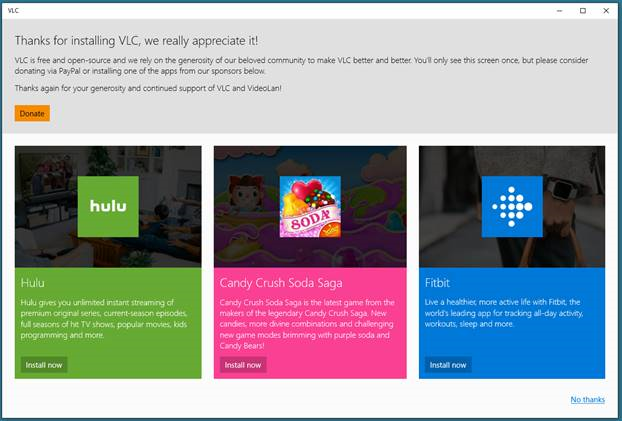 VLC
Thanks for installing VLC, we really appreciate it!
VLC is free and open-source and we rely on the generosity of our beloved community to make VLC better and better. You'll only see this screen once, but please consider
donating via PayPal or installing one of the apps from our sponsors below.
Thanks again for your generosity and continued support of VLC and VideoLan!
Donate
hulu
SODA
Hulu
Hulu gives you unlimited instant streaming of
premium original series, current-season episodes,
full seasons of hit TV shows, popular movies, kids
programming and more.
Install now
Candy Crush Soda Saga
Candy Crush Soda Saga is the latest game from the
makers of the legendary Candy Crush Saga. New
candies, more divine combinations and challenging
new game modes brimming with purple soda and
Candy Bears!
Install now
Fitbit
Live a healthier, more active life with Fitbit, the
world's leading app for tracking all-day activity,
workouts, sleep and more.
Install now
No thanks